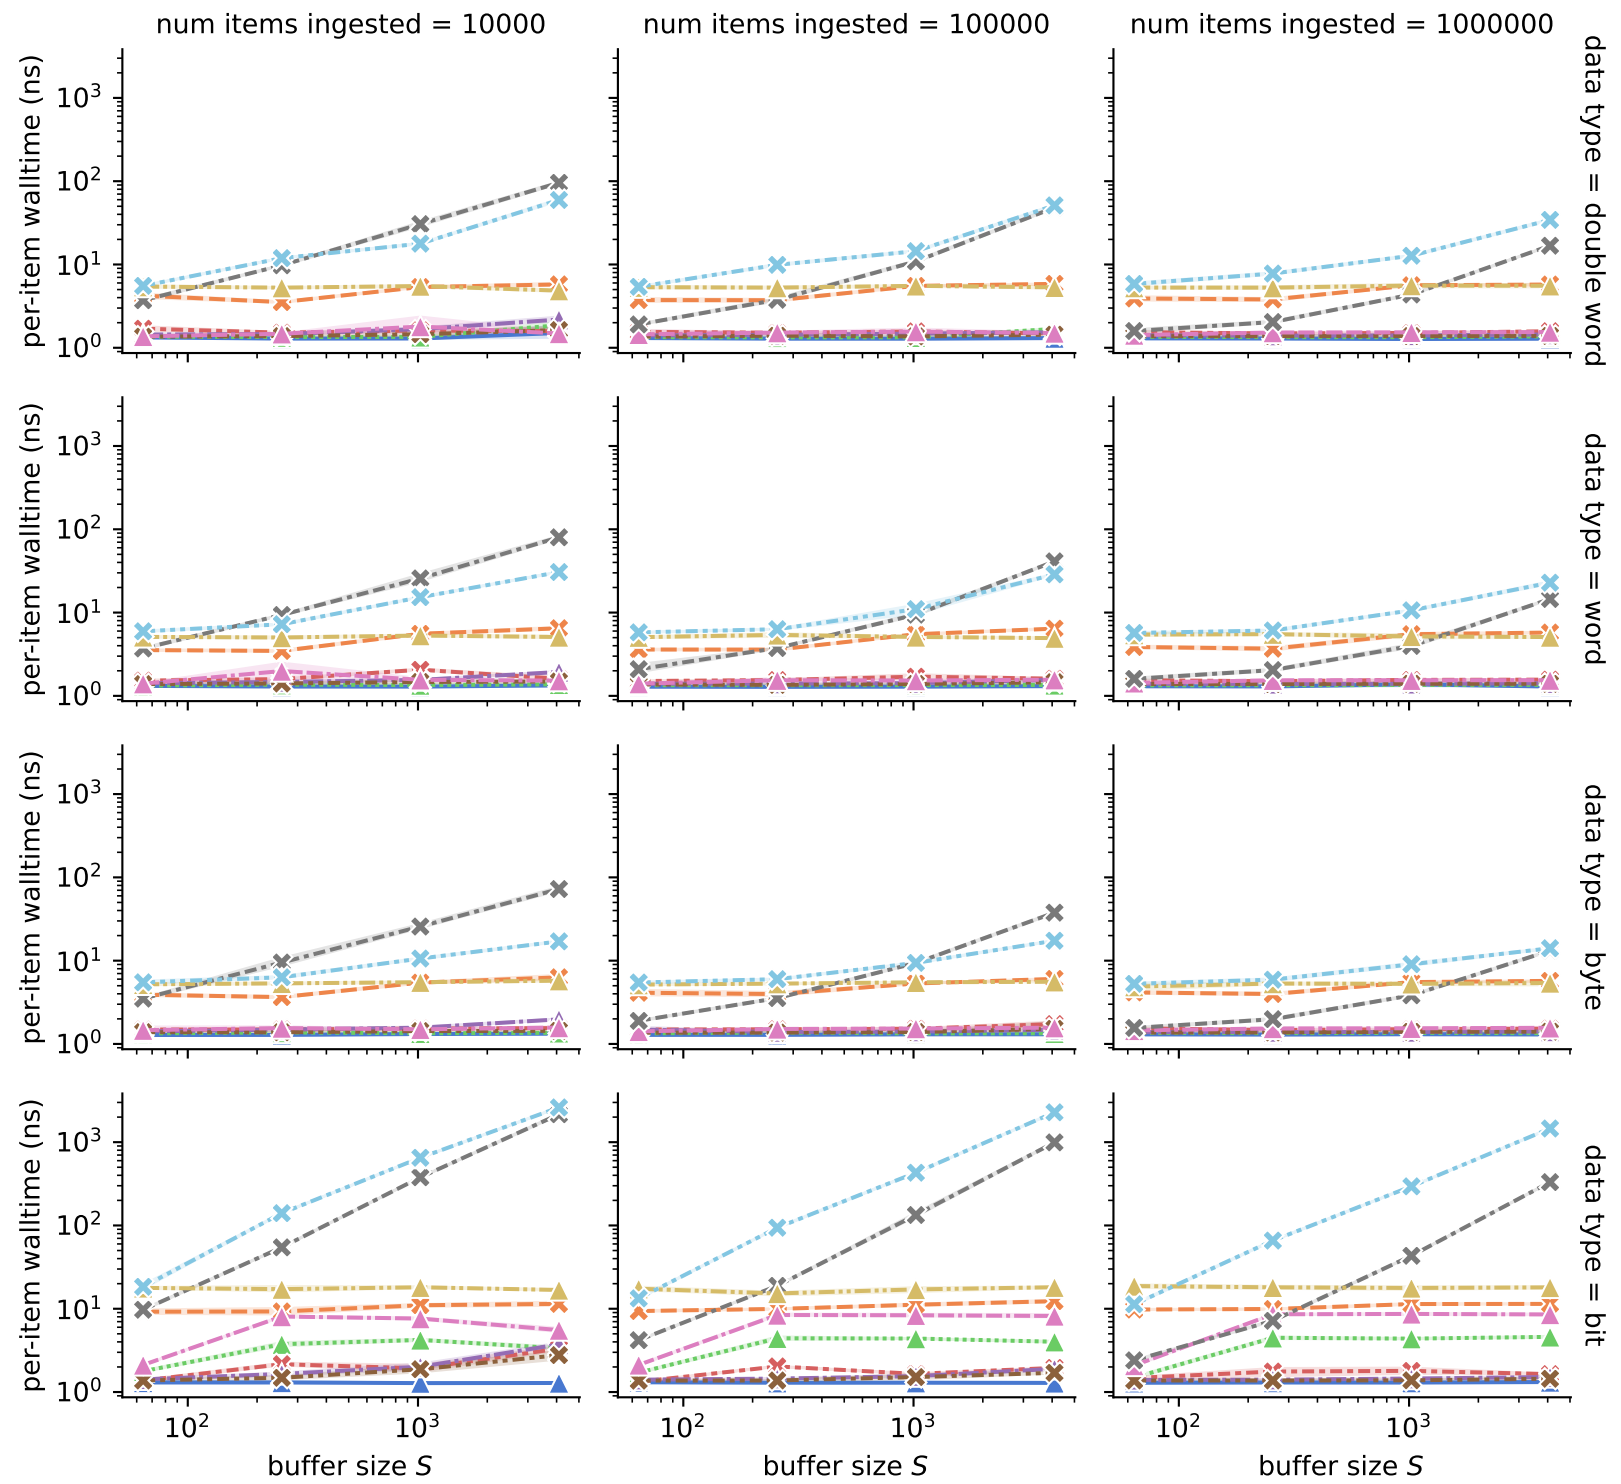 num items ingested = 10000
num items ingested = 100000
num items ingested = 1000000
per-item walltime (ns)
10³
10²
10¹
10⁰
data type = double word
per-item walltime (ns)
10³
10²
10¹
10⁰
data type = word
per-item walltime (ns)
10³
10²
10¹
10⁰
data type = byte
per-item walltime (ns)
10³
10²
10¹
10⁰
data type = bit
10² 10³
10² 10³
10² 10³
buffer size S
buffer size S
buffer size S